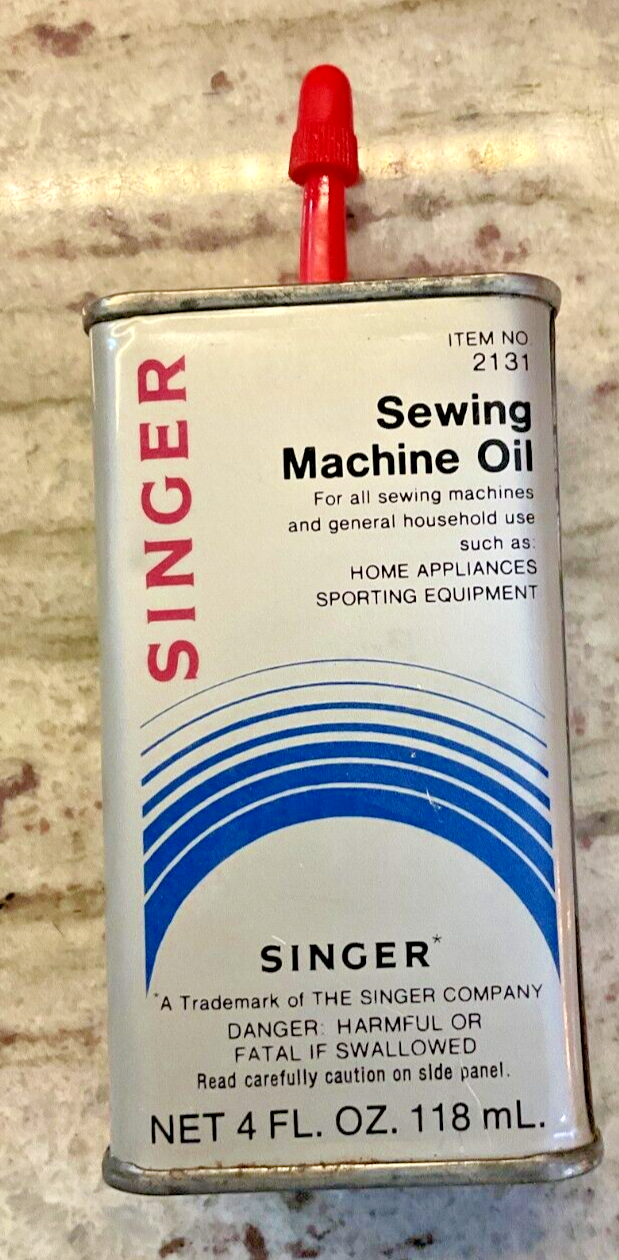 SINGER
ITEM NO.
2131
Sewing
Machine Oil
For all sewing machines
and general household use
such as:
HOME APPLIANCES
SPORTING EQUIPMENT
SINGER*
*A Trademark of THE SINGER COMPANY
DANGER: HARMFUL OR
FATAL IF SWALLOWED
Read carefully caution on side panel.
NET 4 FL. OZ. 118 mL.